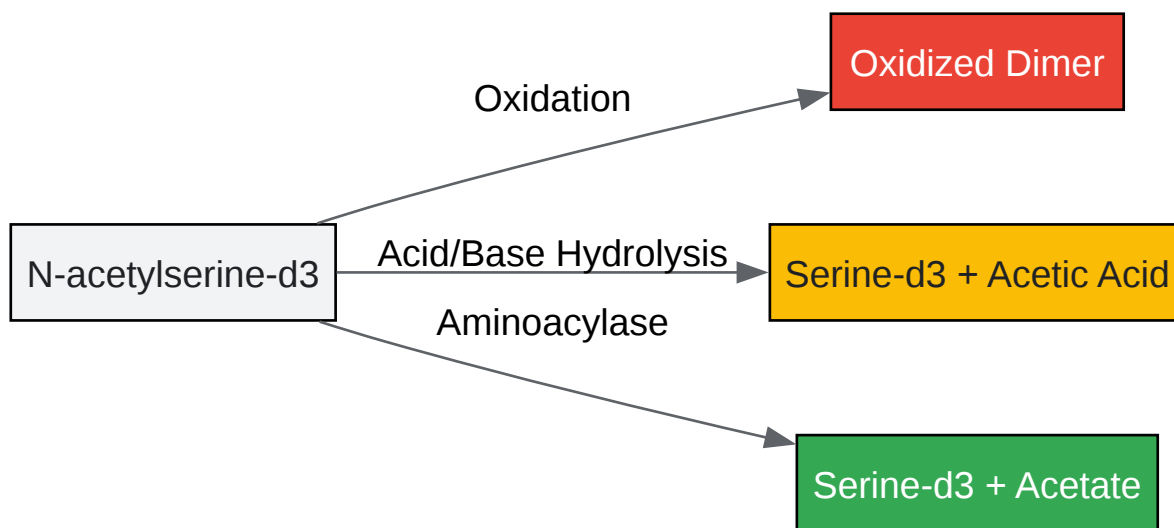 Oxidized Dimer
Oxidation
N-acetylserine-d3
Acid/Base Hydrolysis
Serine-d3 + Acetic Acid
Aminoacylase
Serine-d3 + Acetate